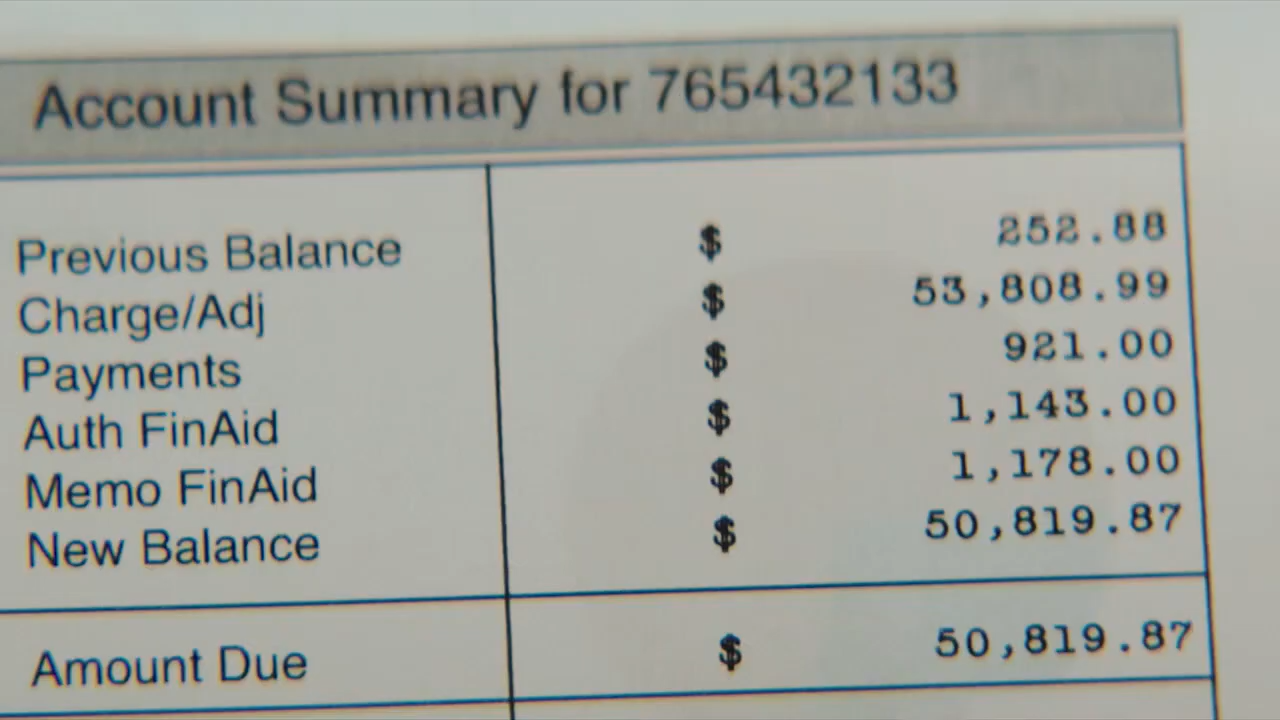 Account Summary for 765432133
Previous Balance $ 252.88
Charge/Adj $ 53,808.99
Payments $ 921.00
Auth FinAid $ 1,143.00
Memo FinAid $ 1,178.00
New Balance $ 50,819.87
Amount Due $ 50,819.87